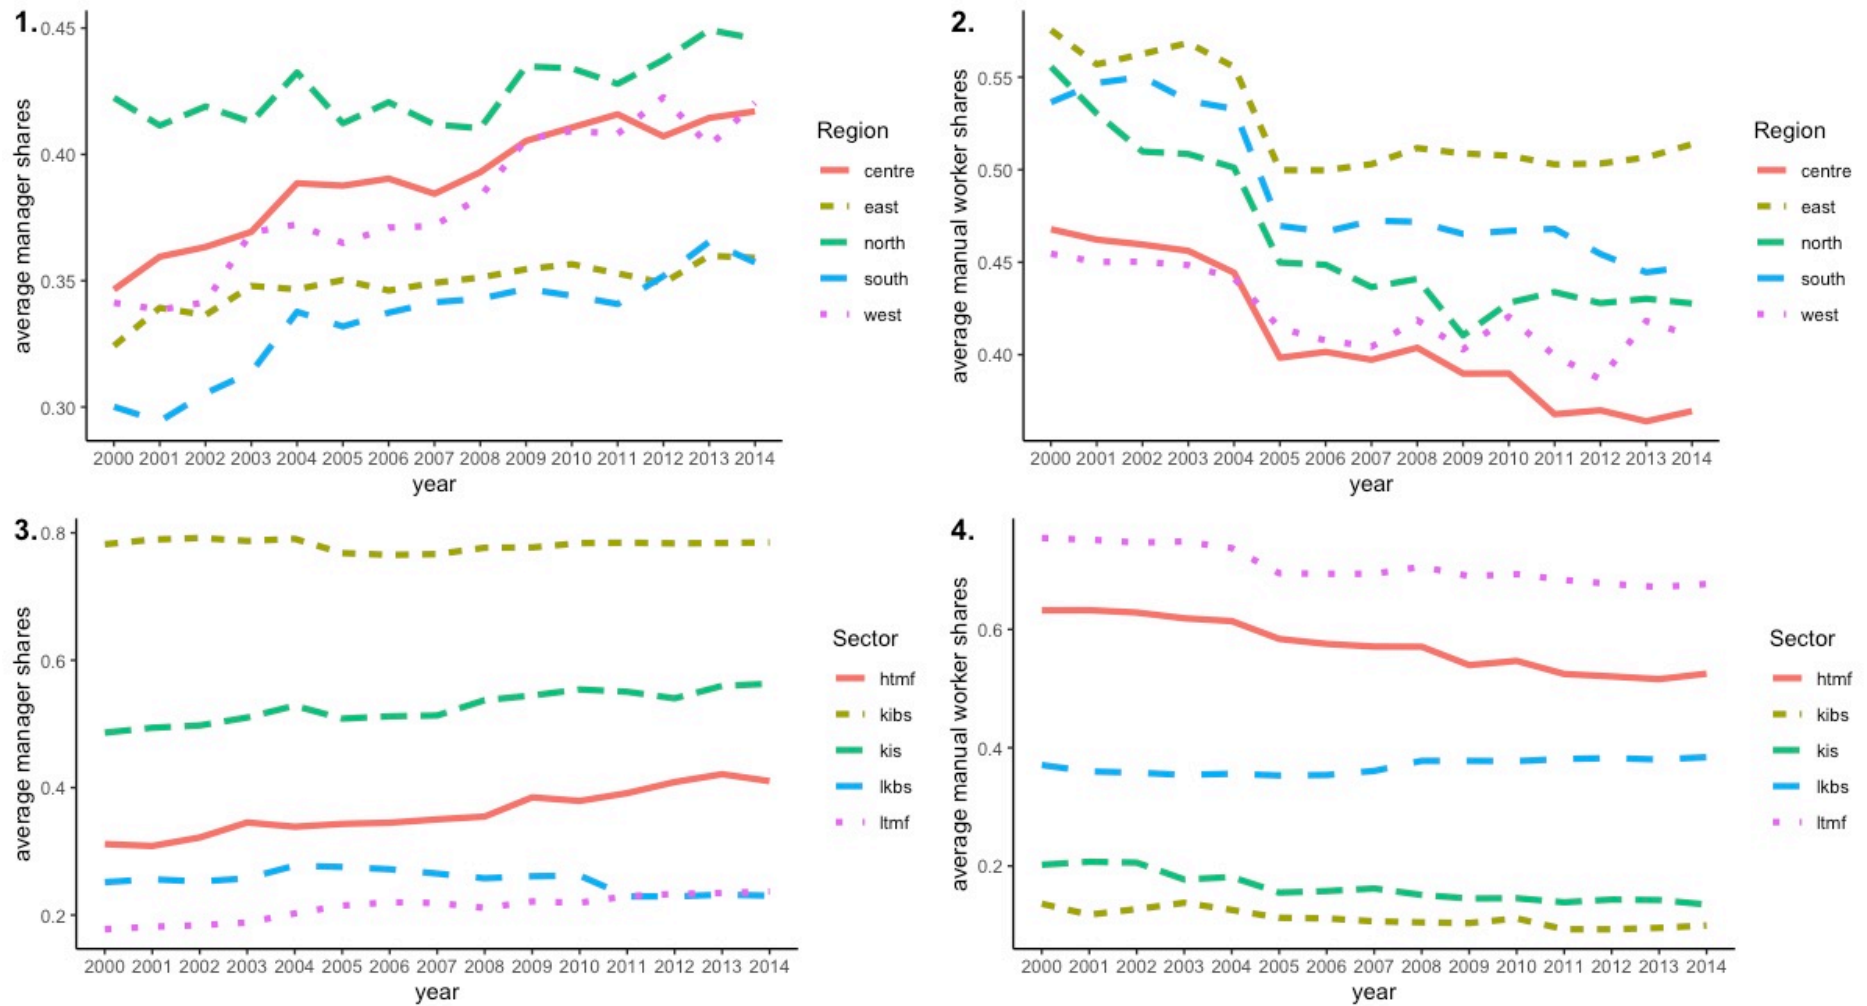 1.
average manager shares
0.45
0.40
0.35
0.30
2000 2001 2002 2003 2004 2005 2006 2007 2008 2009 2010 2011 2012 2013 2014
year
Region
centre
east
north
south
west
2.
average manual worker shares
0.55
0.50
0.45
0.40
2000 2001 2002 2003 2004 2005 2006 2007 2008 2009 2010 2011 2012 2013 2014
year
Region
centre
east
north
south
west
3.
average manager shares
0.8
0.6
0.4
0.2
2000 2001 2002 2003 2004 2005 2006 2007 2008 2009 2010 2011 2012 2013 2014
year
Sector
htmf
kibs
kis
lkbs
ltmf
4.
average manual worker shares
0.6
0.4
0.2
2000 2001 2002 2003 2004 2005 2006 2007 2008 2009 2010 2011 2012 2013 2014
year
Sector
htmf
kibs
kis
lkbs
ltmf